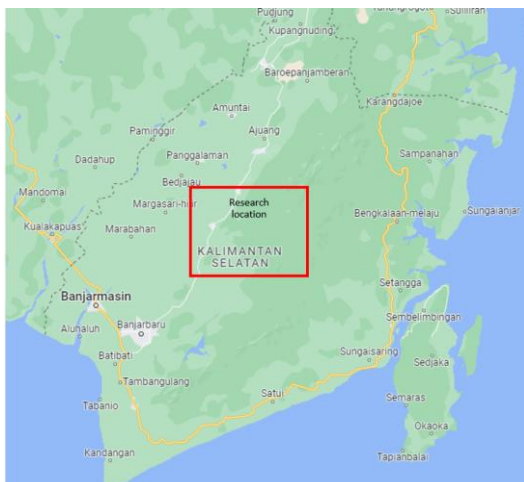 Pudjung
Kupangnuding
Baroepanjamberan
Karangdajoe
Amuntai
Ajuang
Paminggir
Panggalaman
Dadahup
Sampanahan
Bedjajau
Mandomai
Margasari-hilir
Research
location
Sungaianjar
Kualakapuas
Marabahan
Bengkalaan-melaju
KALIMANTAN
SELATAN
Setangga
Banjarmasin
Sembelimbingan
Aluhaluh
Banjarbaru
Sungaisaring
Batibati
Sedjaka
Tambangulang
Satui
Semaras
Tabanio
Okaoka
Kandangan
Tapianbalai